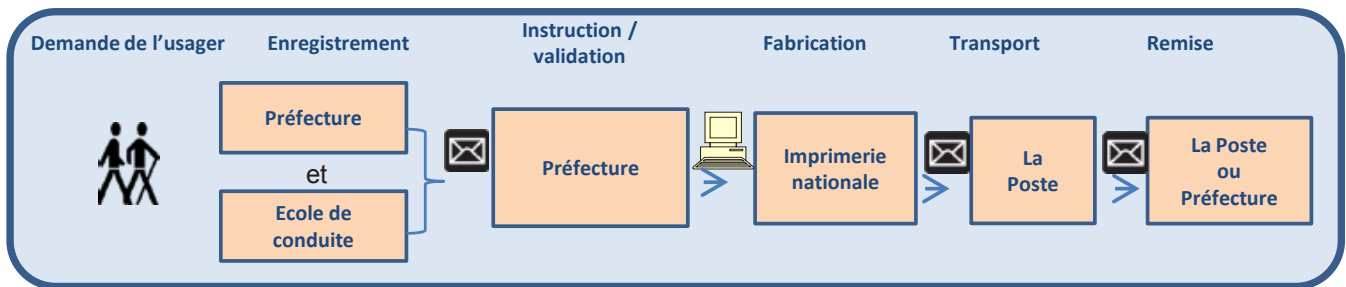 Demande de l’usager
Enregistrement
Instruction /
validation
Fabrication
Transport
Remise
Préfecture
et
Ecole de
conduite
Préfecture
Imprimerie
nationale
La
Poste
La Poste
ou
Préfecture